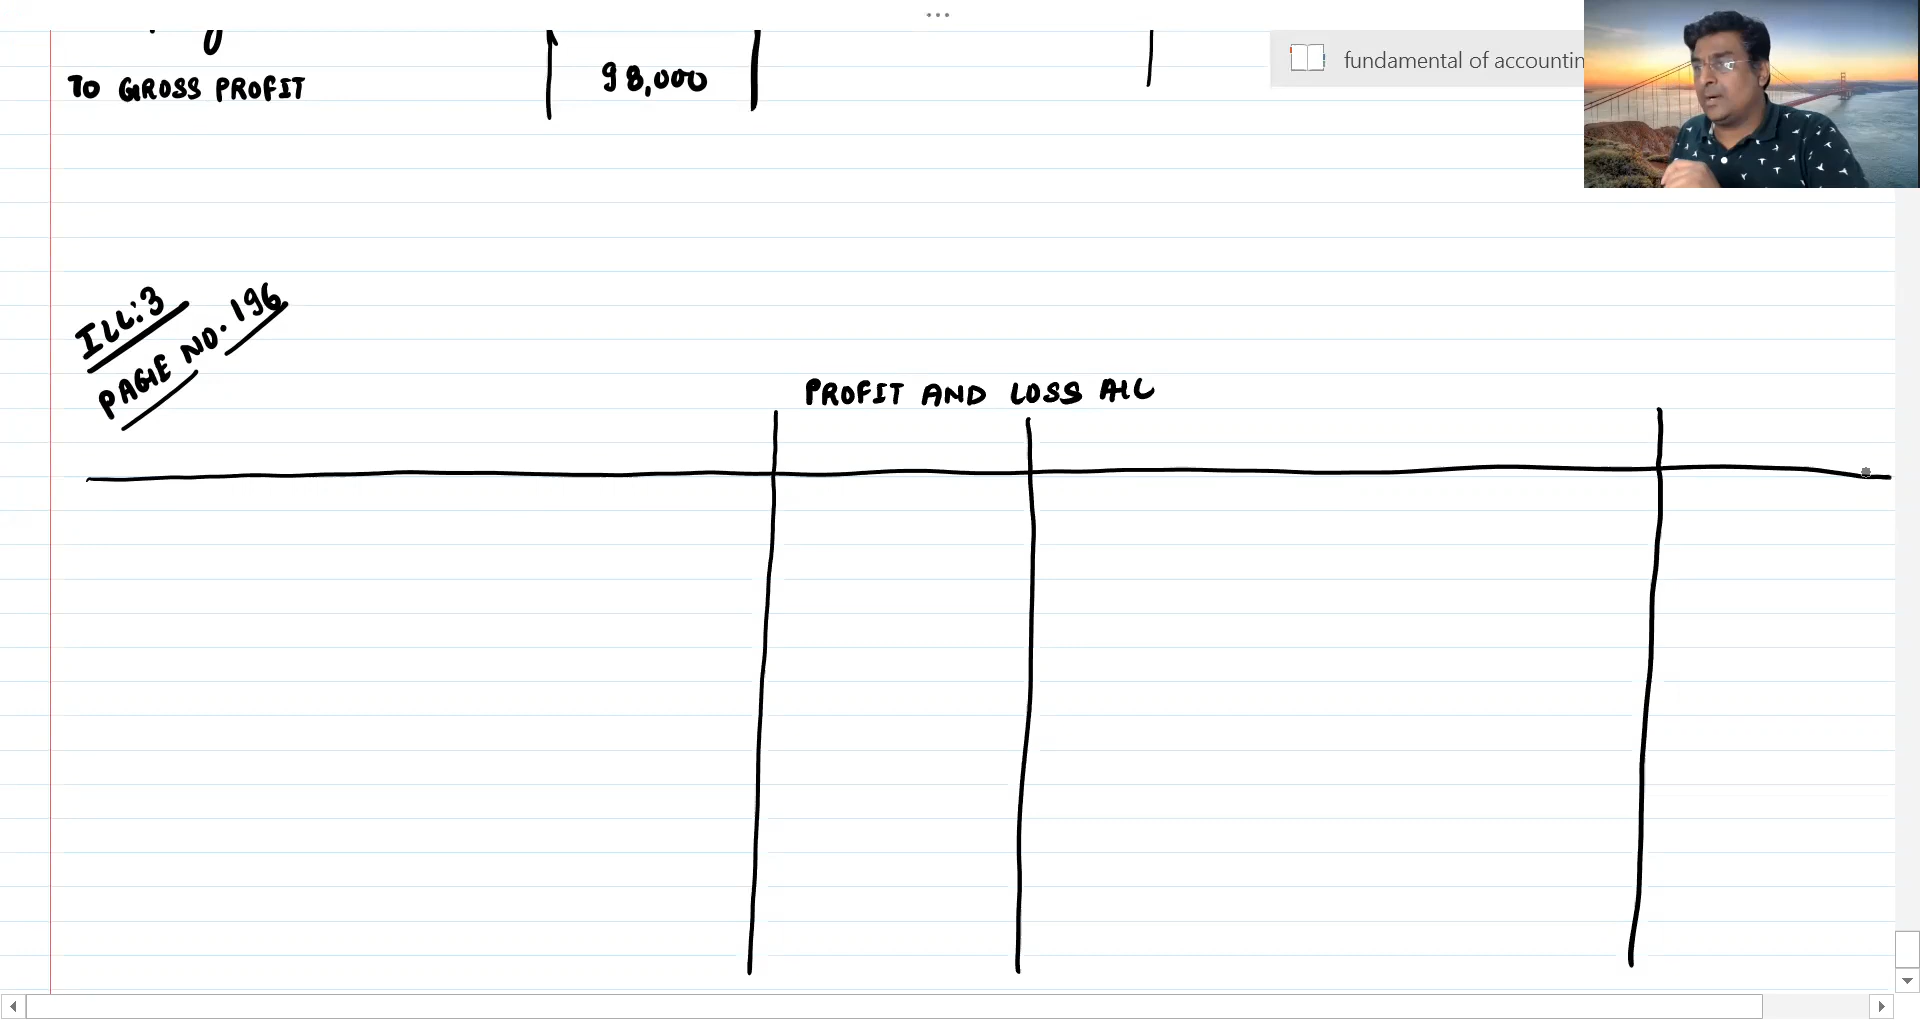 TO GROSS PROFIT 98,000
fundamental of accountin
ILL:3
PAGE NO. 196
PROFIT AND LOSS A/C